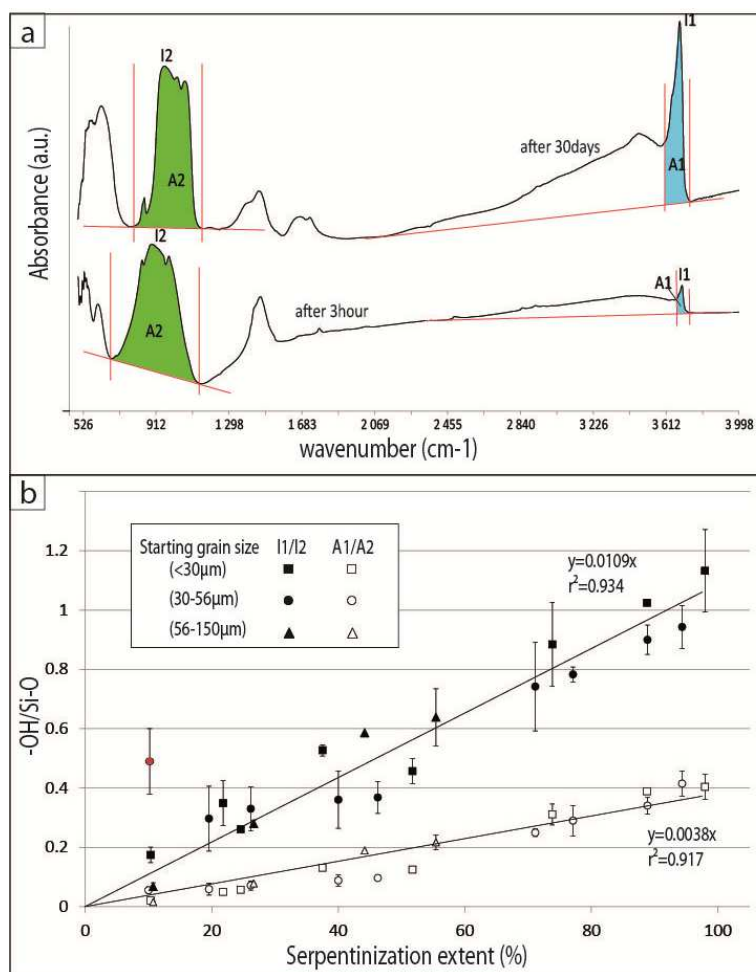 a
I1
I2
A1
A2
after 30days
Absorbance (a.u.)
I2
A1
I1
A2
after 3hour
526 912 1 298 1 683 2 069 2 455 2 840 3 226 3 612 3 998
wavenumber (cm-1)
b
1.2
1
0.8
0.6
0.4
0.2
0
-OH/Si-O
Starting grain size I1/I2 A1/A2
(<30µm)
(30-56µm)
(56-150µm)
y=0.0109x
r²=0.934
y=0.0038x
r²=0.917
0 20 40 60 80 100
Serpentinization extent (%)